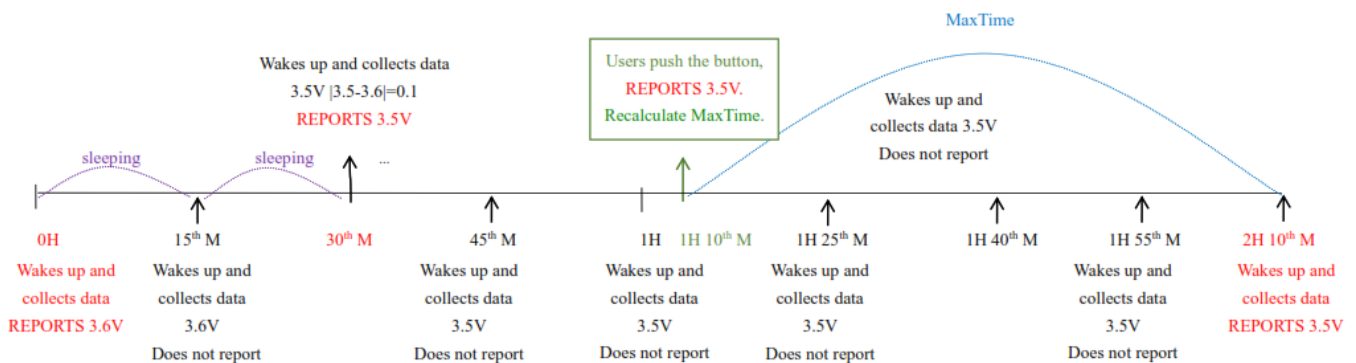 MaxTime
Wakes up and collects data
3.5V |3.5-3.6|=0.1
REPORTS 3.5V
Users push the button,
REPORTS 3.5V.
Recalculate MaxTime.
Wakes up and
collects data 3.5V
Does not report
sleeping
sleeping
...
0H
15th M
30th M
45th M
1H
1H 10th M
1H 25th M
1H 40th M
1H 55th M
2H 10th M
Wakes up and
collects data
REPORTS 3.6V
Wakes up and
collects data
3.6V
Does not report
Wakes up and
collects data
3.5V
Does not report
Wakes up and
collects data
3.5V
Does not report
Wakes up and
collects data
3.5V
Does not report
Wakes up and
collects data
3.5V
Does not report
Wakes up and
collects data
REPORTS 3.5V